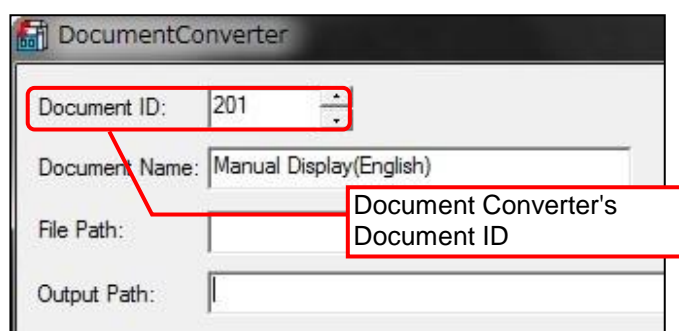 DocumentConverter
Document ID: 201
Document Name: Manual Display(English)
Document Converter's
Document ID
File Path:
Output Path: